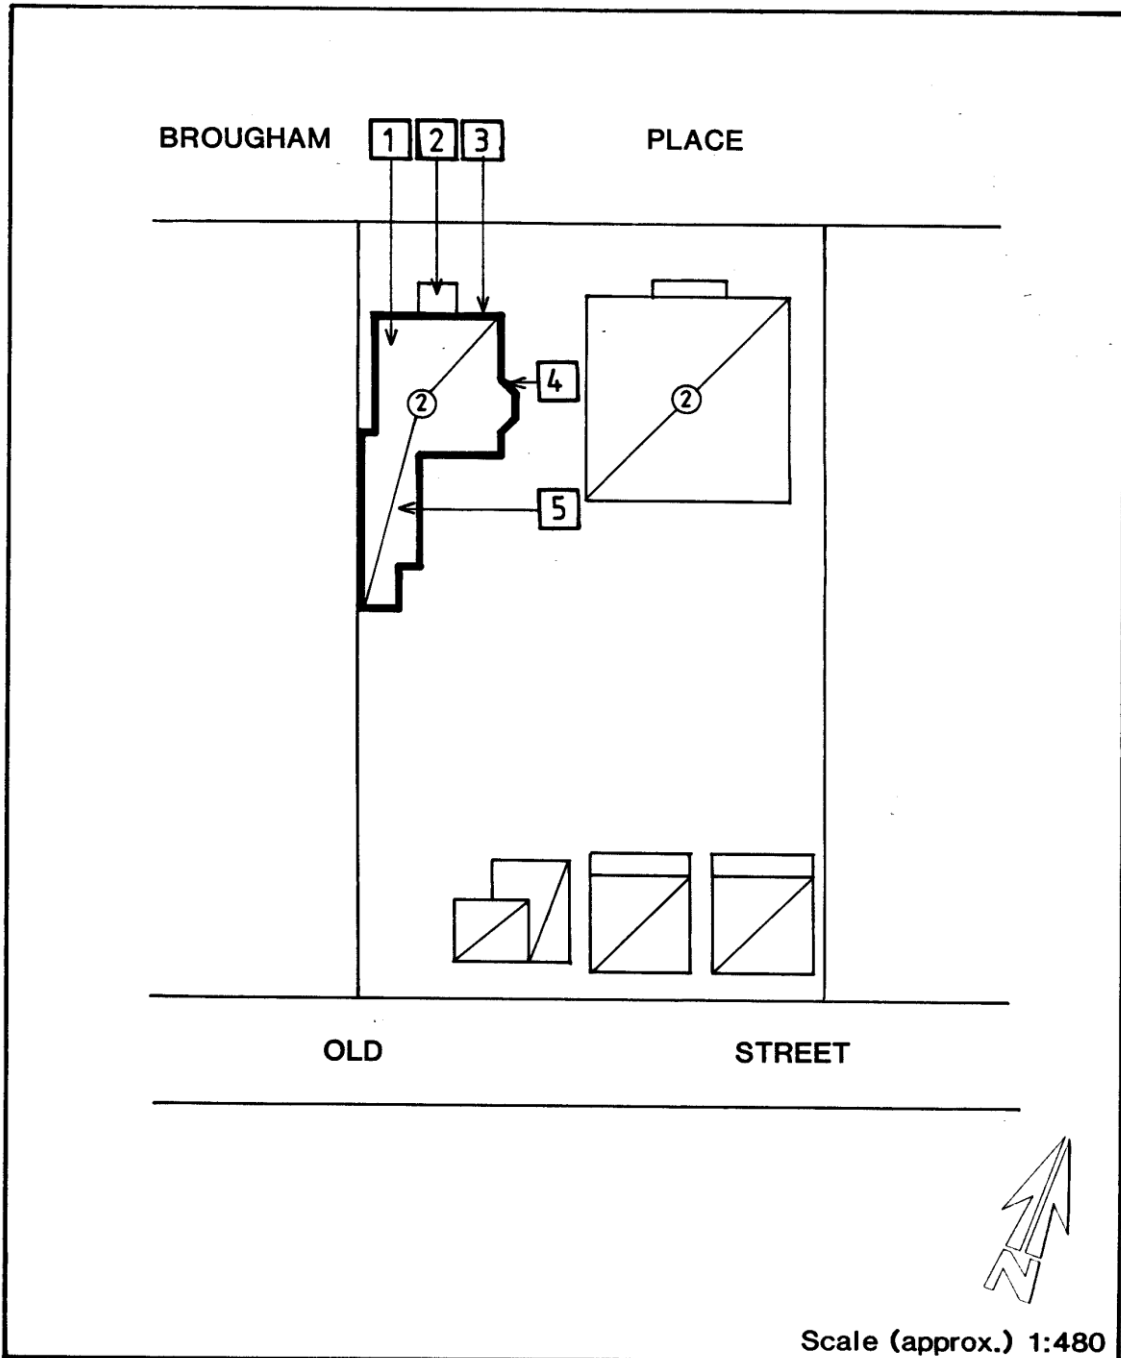 BROUGHAM 1 2 3 PLACE
4
2 2
5
OLD STREET
N
Scale (approx.) 1:480